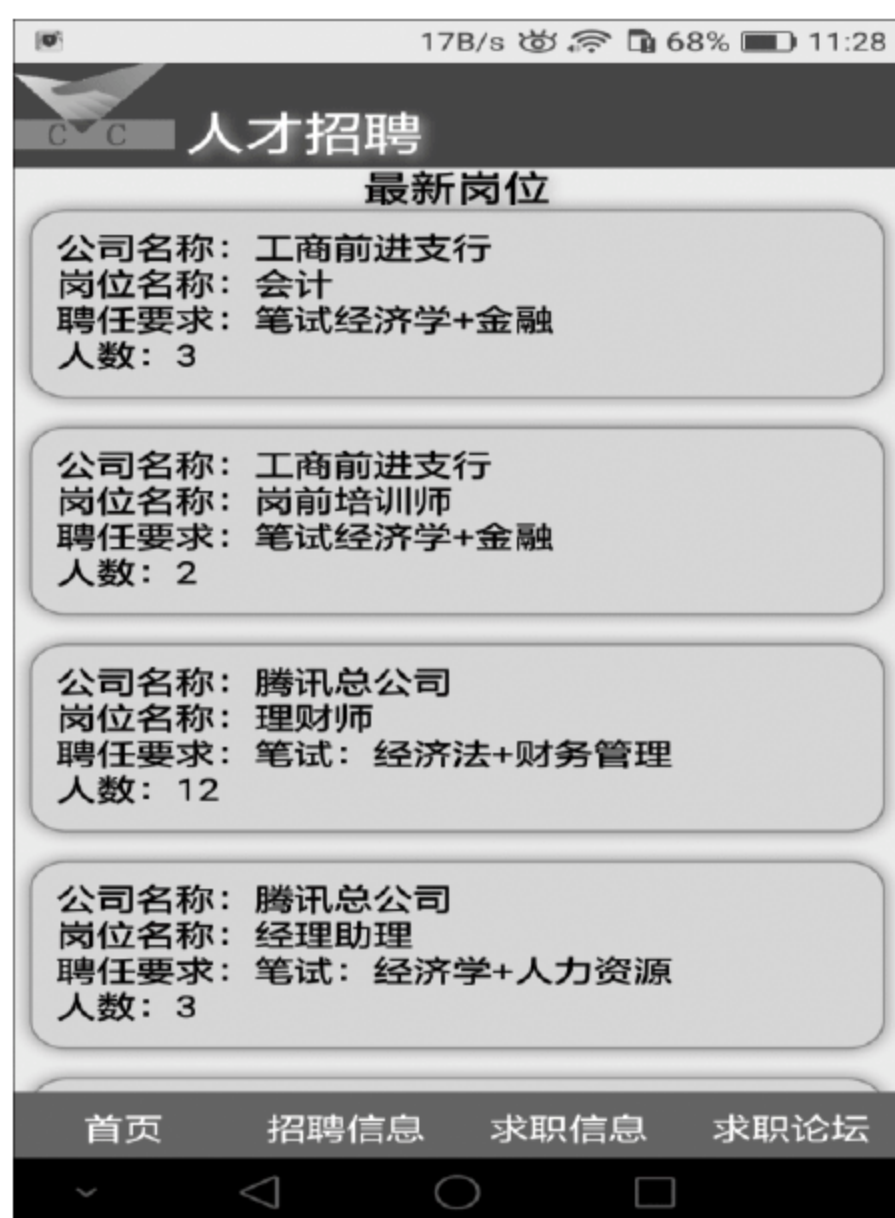 17B/s 68% 11:28
C C 人才招聘
最新岗位
公司名称：工商前进支行
岗位名称：会计
聘任要求：笔试经济学+金融
人数：3
公司名称：工商前进支行
岗位名称：岗前培训师
聘任要求：笔试经济学+金融
人数：2
公司名称：腾讯总公司
岗位名称：理财师
聘任要求：笔试：经济法+财务管理
人数：12
公司名称：腾讯总公司
岗位名称：经理助理
聘任要求：笔试：经济学+人力资源
人数：3
首页 招聘信息 求职信息 求职论坛